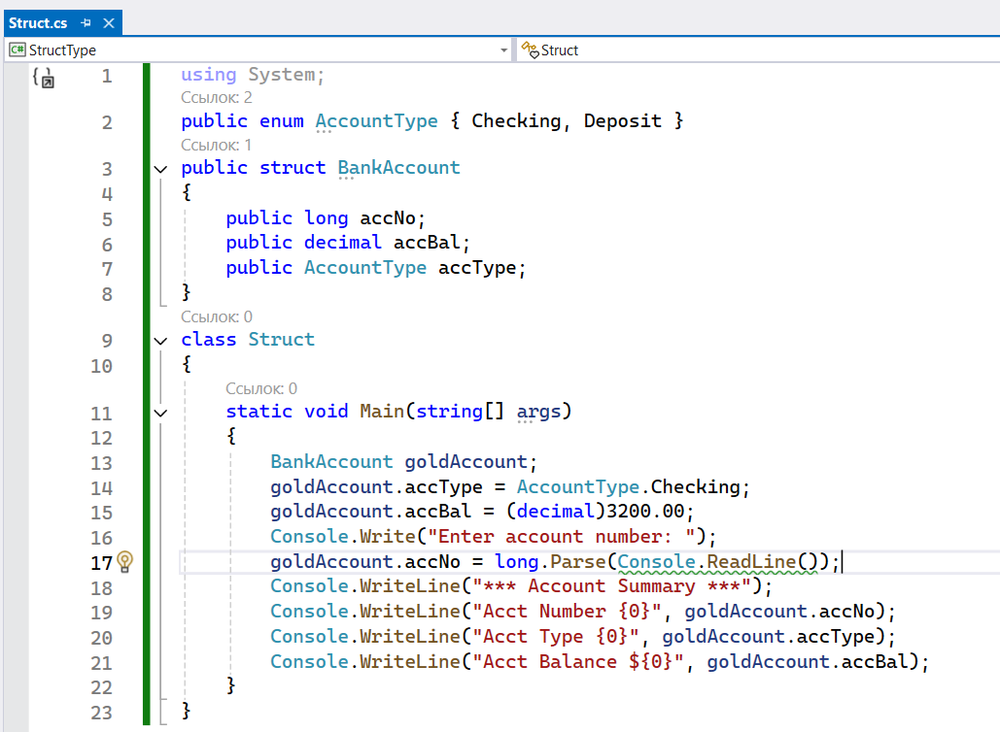 Struct.cs
StructType Struct
1 using System;
Ссылок: 2
2 public enum AccountType { Checking, Deposit }
Ссылок: 1
3 public struct BankAccount
4 {
5 public long accNo;
6 public decimal accBal;
7 public AccountType accType;
8 }
Ссылок: 0
9 class Struct
10 {
Ссылок: 0
11 static void Main(string[] args)
12 {
13 BankAccount goldAccount;
14 goldAccount.accType = AccountType.Checking;
15 goldAccount.accBal = (decimal)3200.00;
16 Console.Write("Enter account number: ");
17 goldAccount.accNo = long.Parse(Console.ReadLine());
18 Console.WriteLine("*** Account Summary ***");
19 Console.WriteLine("Acct Number {0}", goldAccount.accNo);
20 Console.WriteLine("Acct Type {0}", goldAccount.accType);
21 Console.WriteLine("Acct Balance ${0}", goldAccount.accBal);
22 }
23 }